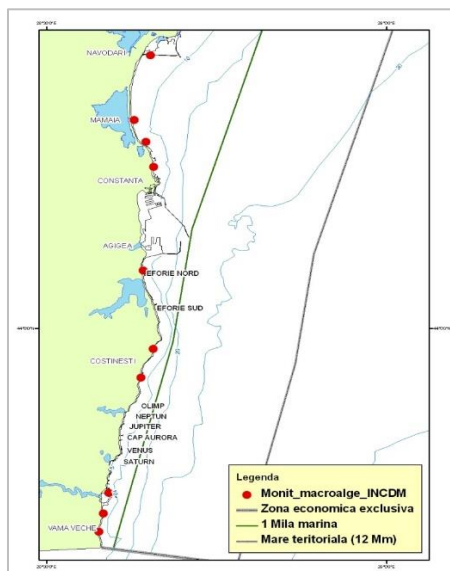 NAVODARI
MAMAIA
CONSTANTA
AGIGEA
EFORIE NORD
EFORIE SUD
COSTINESTI
OLIMP
NEPTUN
JUPITER
CAP AURORA
VENUS
SATURN
VAMA VECHE
Legenda
Monit_macroalge_INCDM
Zona economica exclusiva
1 Mila marina
Mare teritoriala (12 Mm)